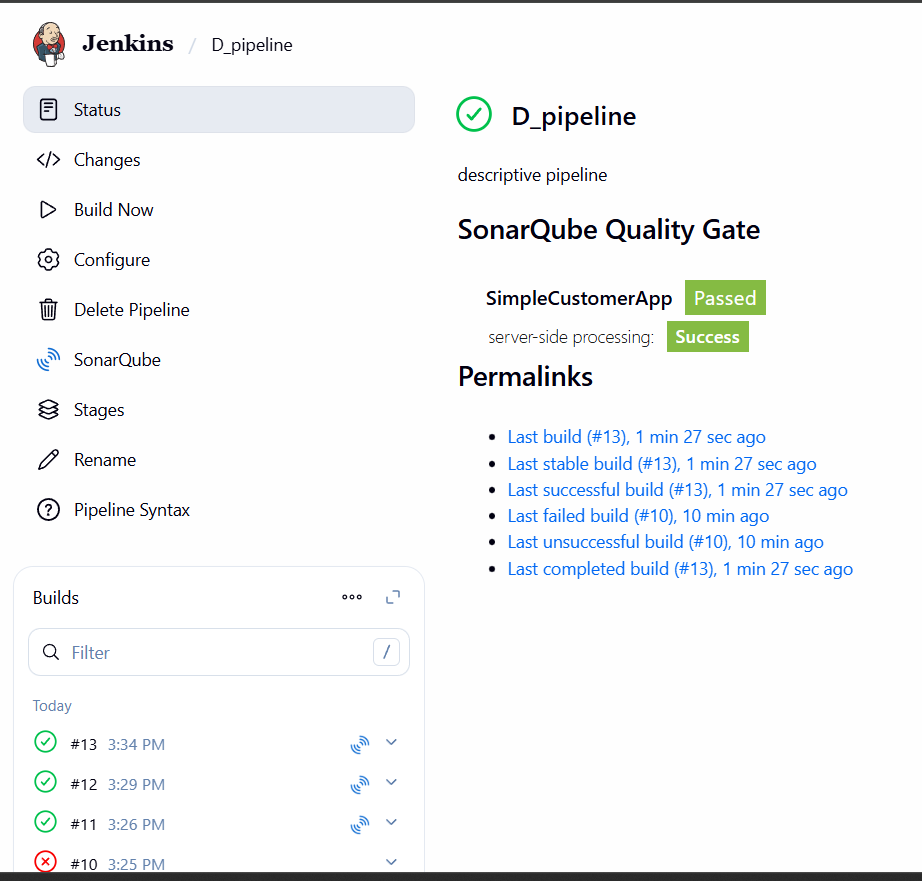 Jenkins / D_pipeline
Status
Changes
Build Now
Configure
Delete Pipeline
SonarQube
Stages
Rename
Pipeline Syntax
Builds
Filter /
Today
#13 3:34 PM
#12 3:29 PM
#11 3:26 PM
#10 3:25 PM
D_pipeline
descriptive pipeline
SonarQube Quality Gate
SimpleCustomerApp Passed
server-side processing: Success
Permalinks
Last build (#13), 1 min 27 sec ago
Last stable build (#13), 1 min 27 sec ago
Last successful build (#13), 1 min 27 sec ago
Last failed build (#10), 10 min ago
Last unsuccessful build (#10), 10 min ago
Last completed build (#13), 1 min 27 sec ago